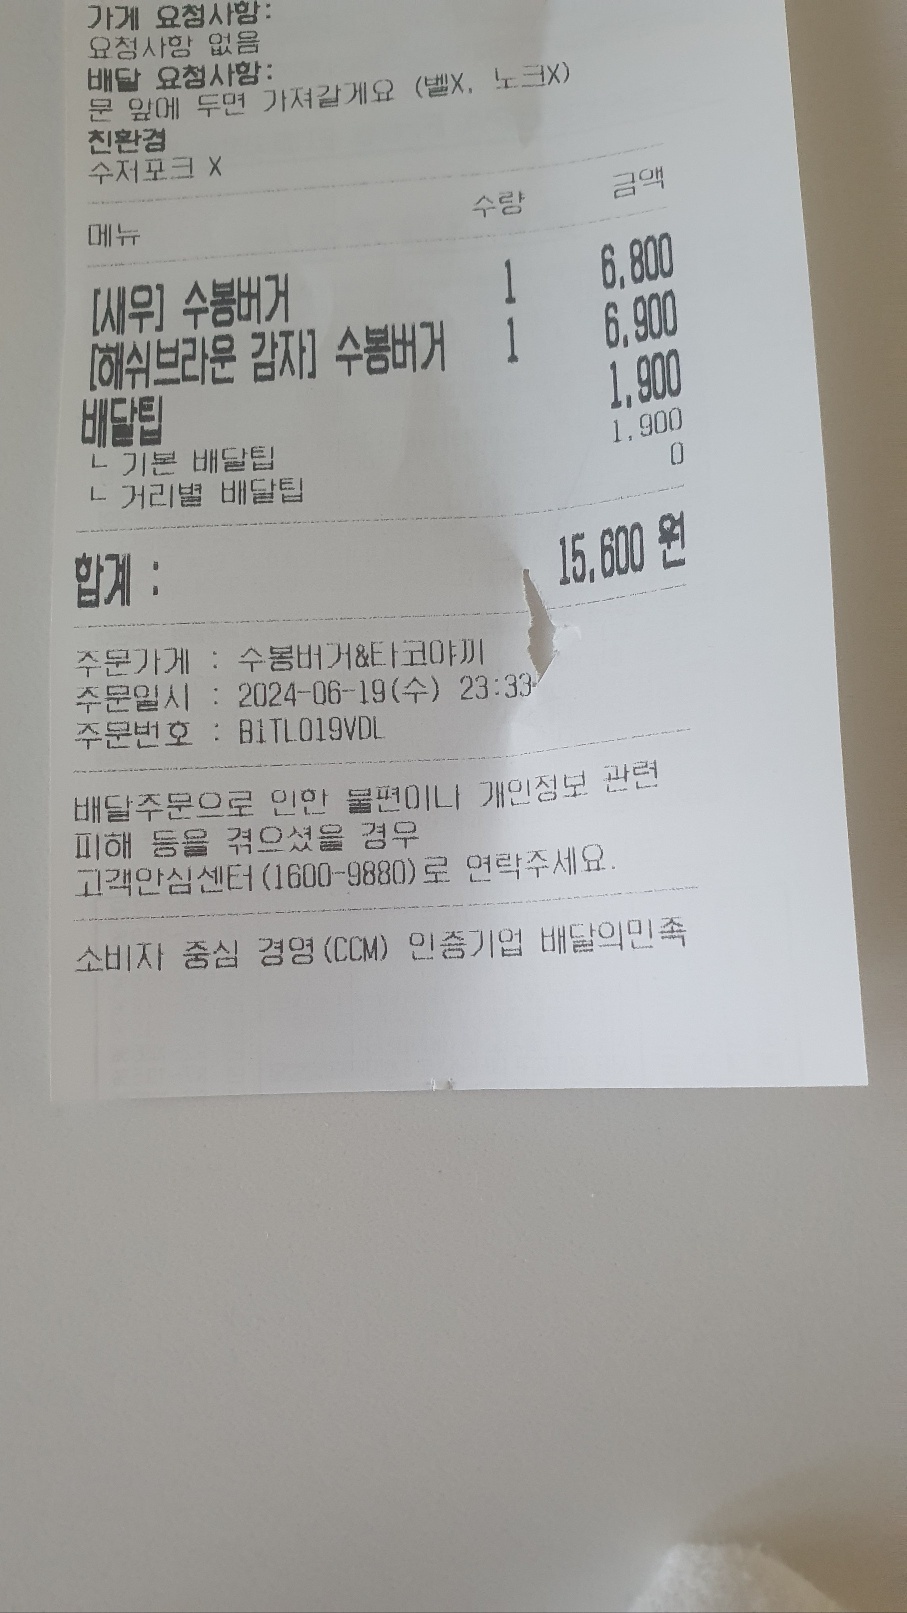 가게 요청사항:
요청사항 없음
배달 요청사항:
문 앞에 두면 가져갈게요 (벨X, 노크X)
친환경
수저포크 X
메뉴 수량 금액
[새우] 수봉버거 1 6,800
[해쉬브라운 감자] 수봉버거 1 6,900
배달팁 1,900
ㄴ 기본 배달팁 1,900
ㄴ 거리별 배달팁 0
합계 : 15,600 원
주문가게 : 수봉버거&타코야끼
주문일시 : 2024-06-19(수) 23:33
주문번호 : B1TL019VDL
배달주문으로 인한 불편이나 개인정보 관련
피해 등을 겪으셨을 경우
고객안심센터(1600-9880)로 연락주세요.
소비자 중심 경영(CCM) 인증기업 배달의민족